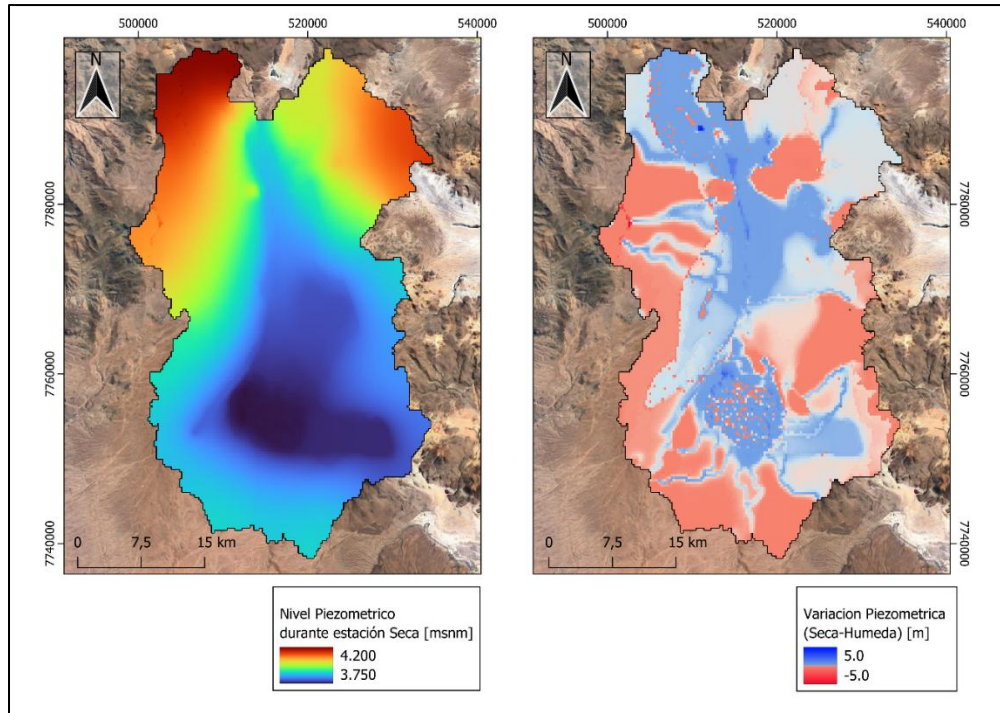 500000 520000 540000
500000 520000 540000
N
N
7780000
7780000
7760000
7760000
7740000
7740000
0 7,5 15 km
0 7,5 15 km
Nivel Piezometrico
durante estación Seca [msnm]
4.200
3.750
Variacion Piezometrica
(Seca-Humeda) [m]
5.0
-5.0